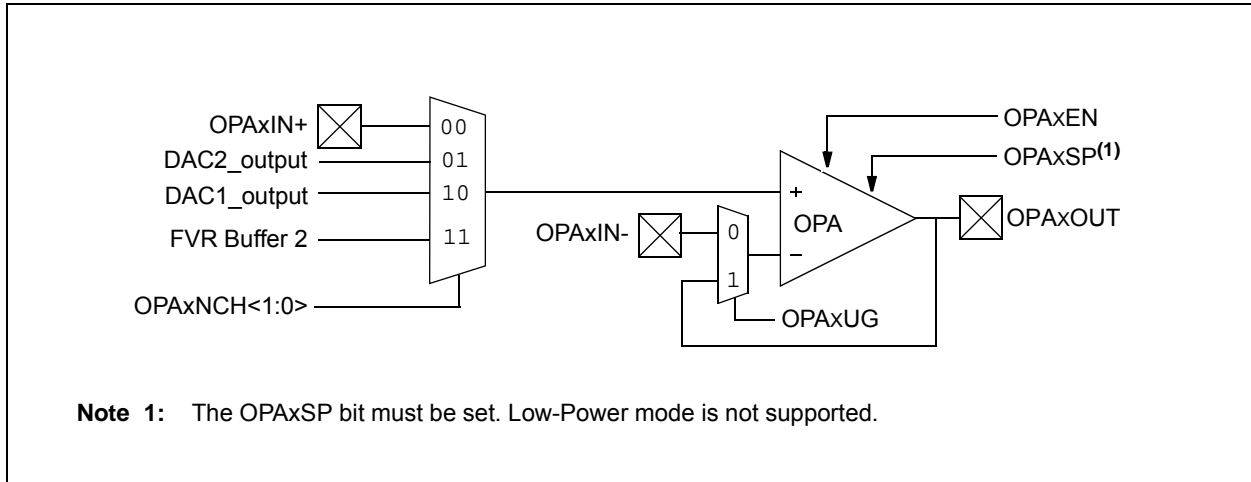 OPAxIN+
DAC2_output
DAC1_output
FVR Buffer 2
OPAxNCH<1:0>
00
01
10
11
OPAxEN
OPAxSP(1)
+
OPA
−
OPAxOUT
OPAxIN-
0
1
OPAxUG
Note 1: The OPAxSP bit must be set. Low-Power mode is not supported.